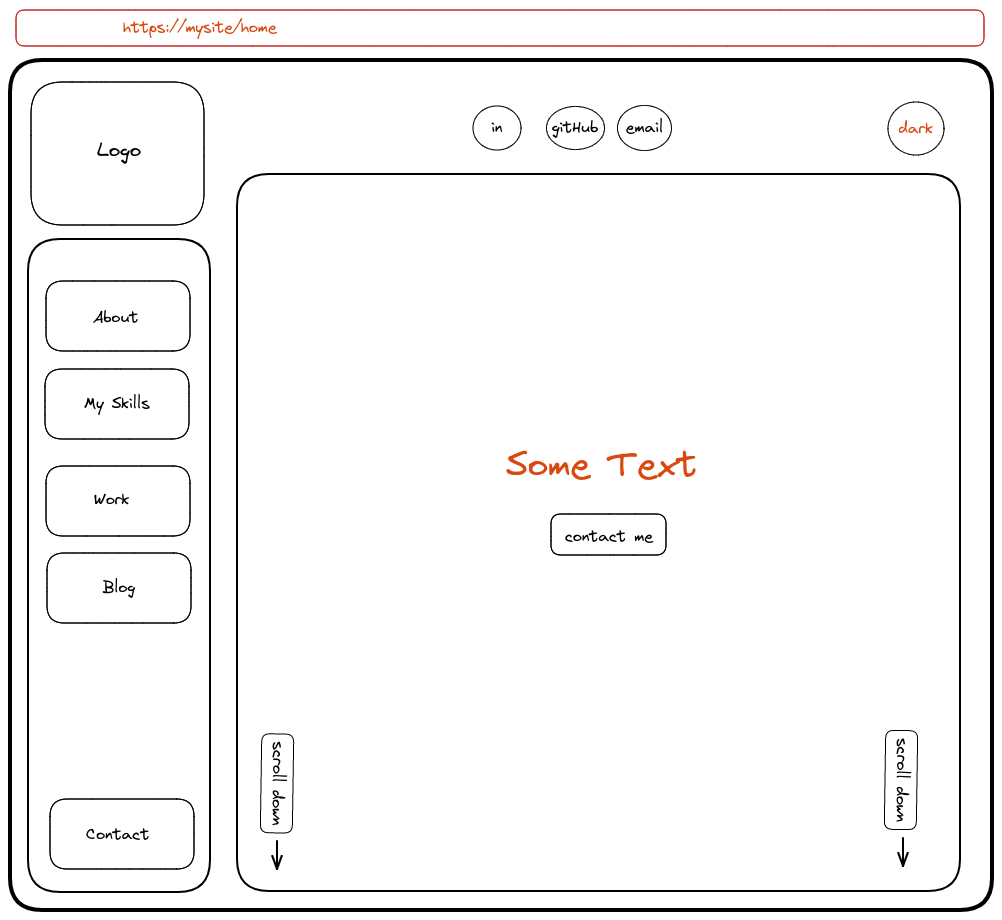 https://mysite/home
Logo
in
gitHub
email
dark
About
My Skills
Work
Blog
Contact
Some Text
contact me
scroll down
scroll down